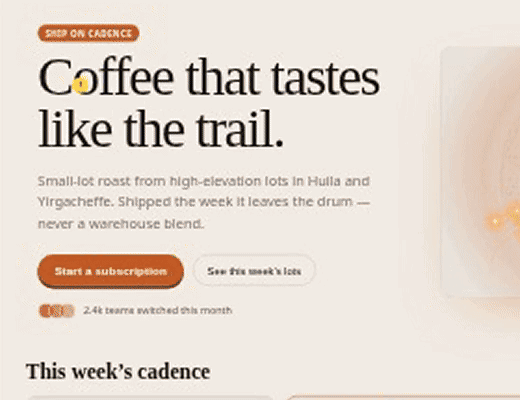 SHIP ON CADENCE
Coffee that tastes
like the trail.
Small-lot roast from high-elevation lots in Huila and
Yirgacheffe. Shipped the week it leaves the drum —
never a warehouse blend.
Start a subscription
See this week's lots
2.4k teams switched this month
This week’s cadence